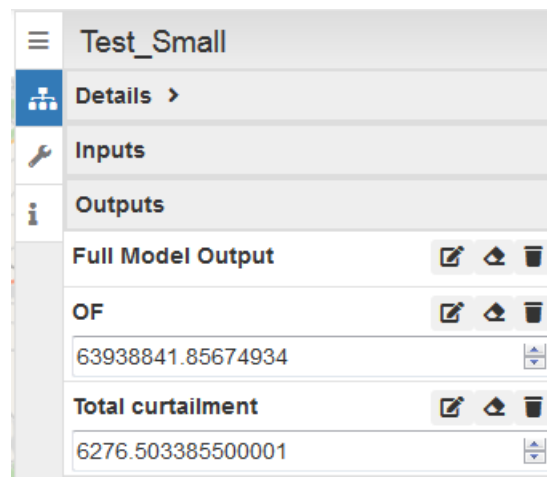 Test_Small
Details
Inputs
Outputs
Full Model Output
OF
63938841.85674934
Total curtailment
6276.503385500001